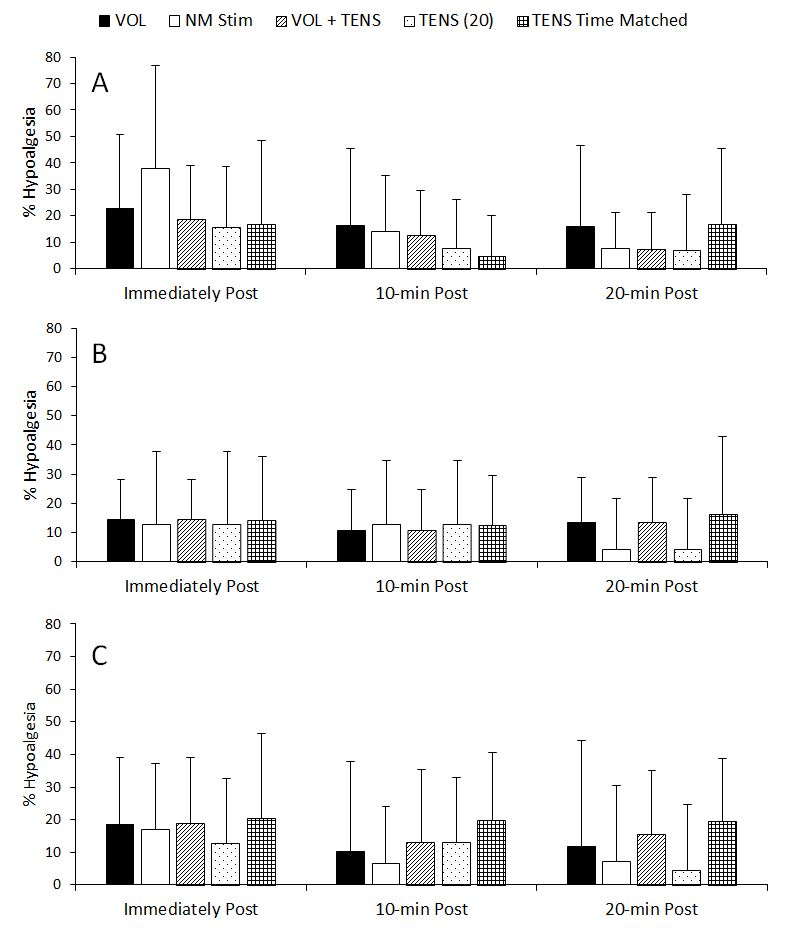 VOL NM Stim VOL + TENS TENS (20) TENS Time Matched
A
% Hypoalgesia
80
70
60
50
40
30
20
10
0
Immediately Post 10-min Post 20-min Post
B
% Hypoalgesia
80
70
60
50
40
30
20
10
0
Immediately Post 10-min Post 20-min Post
C
% Hypoalgesia
80
70
60
50
40
30
20
10
0
Immediately Post 10-min Post 20-min Post